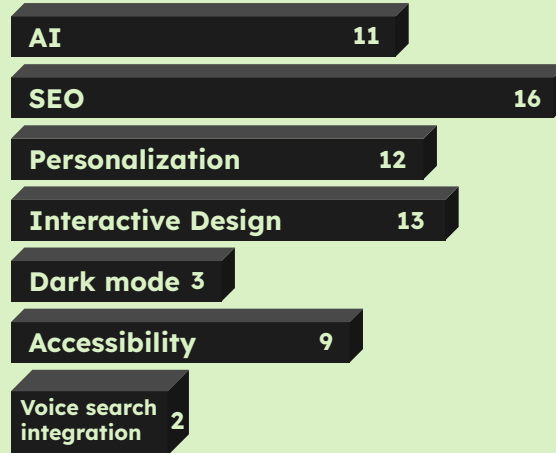 AI 11
SEO 16
Personalization 12
Interactive Design 13
Dark mode 3
Accessibility 9
Voice search
integration 2